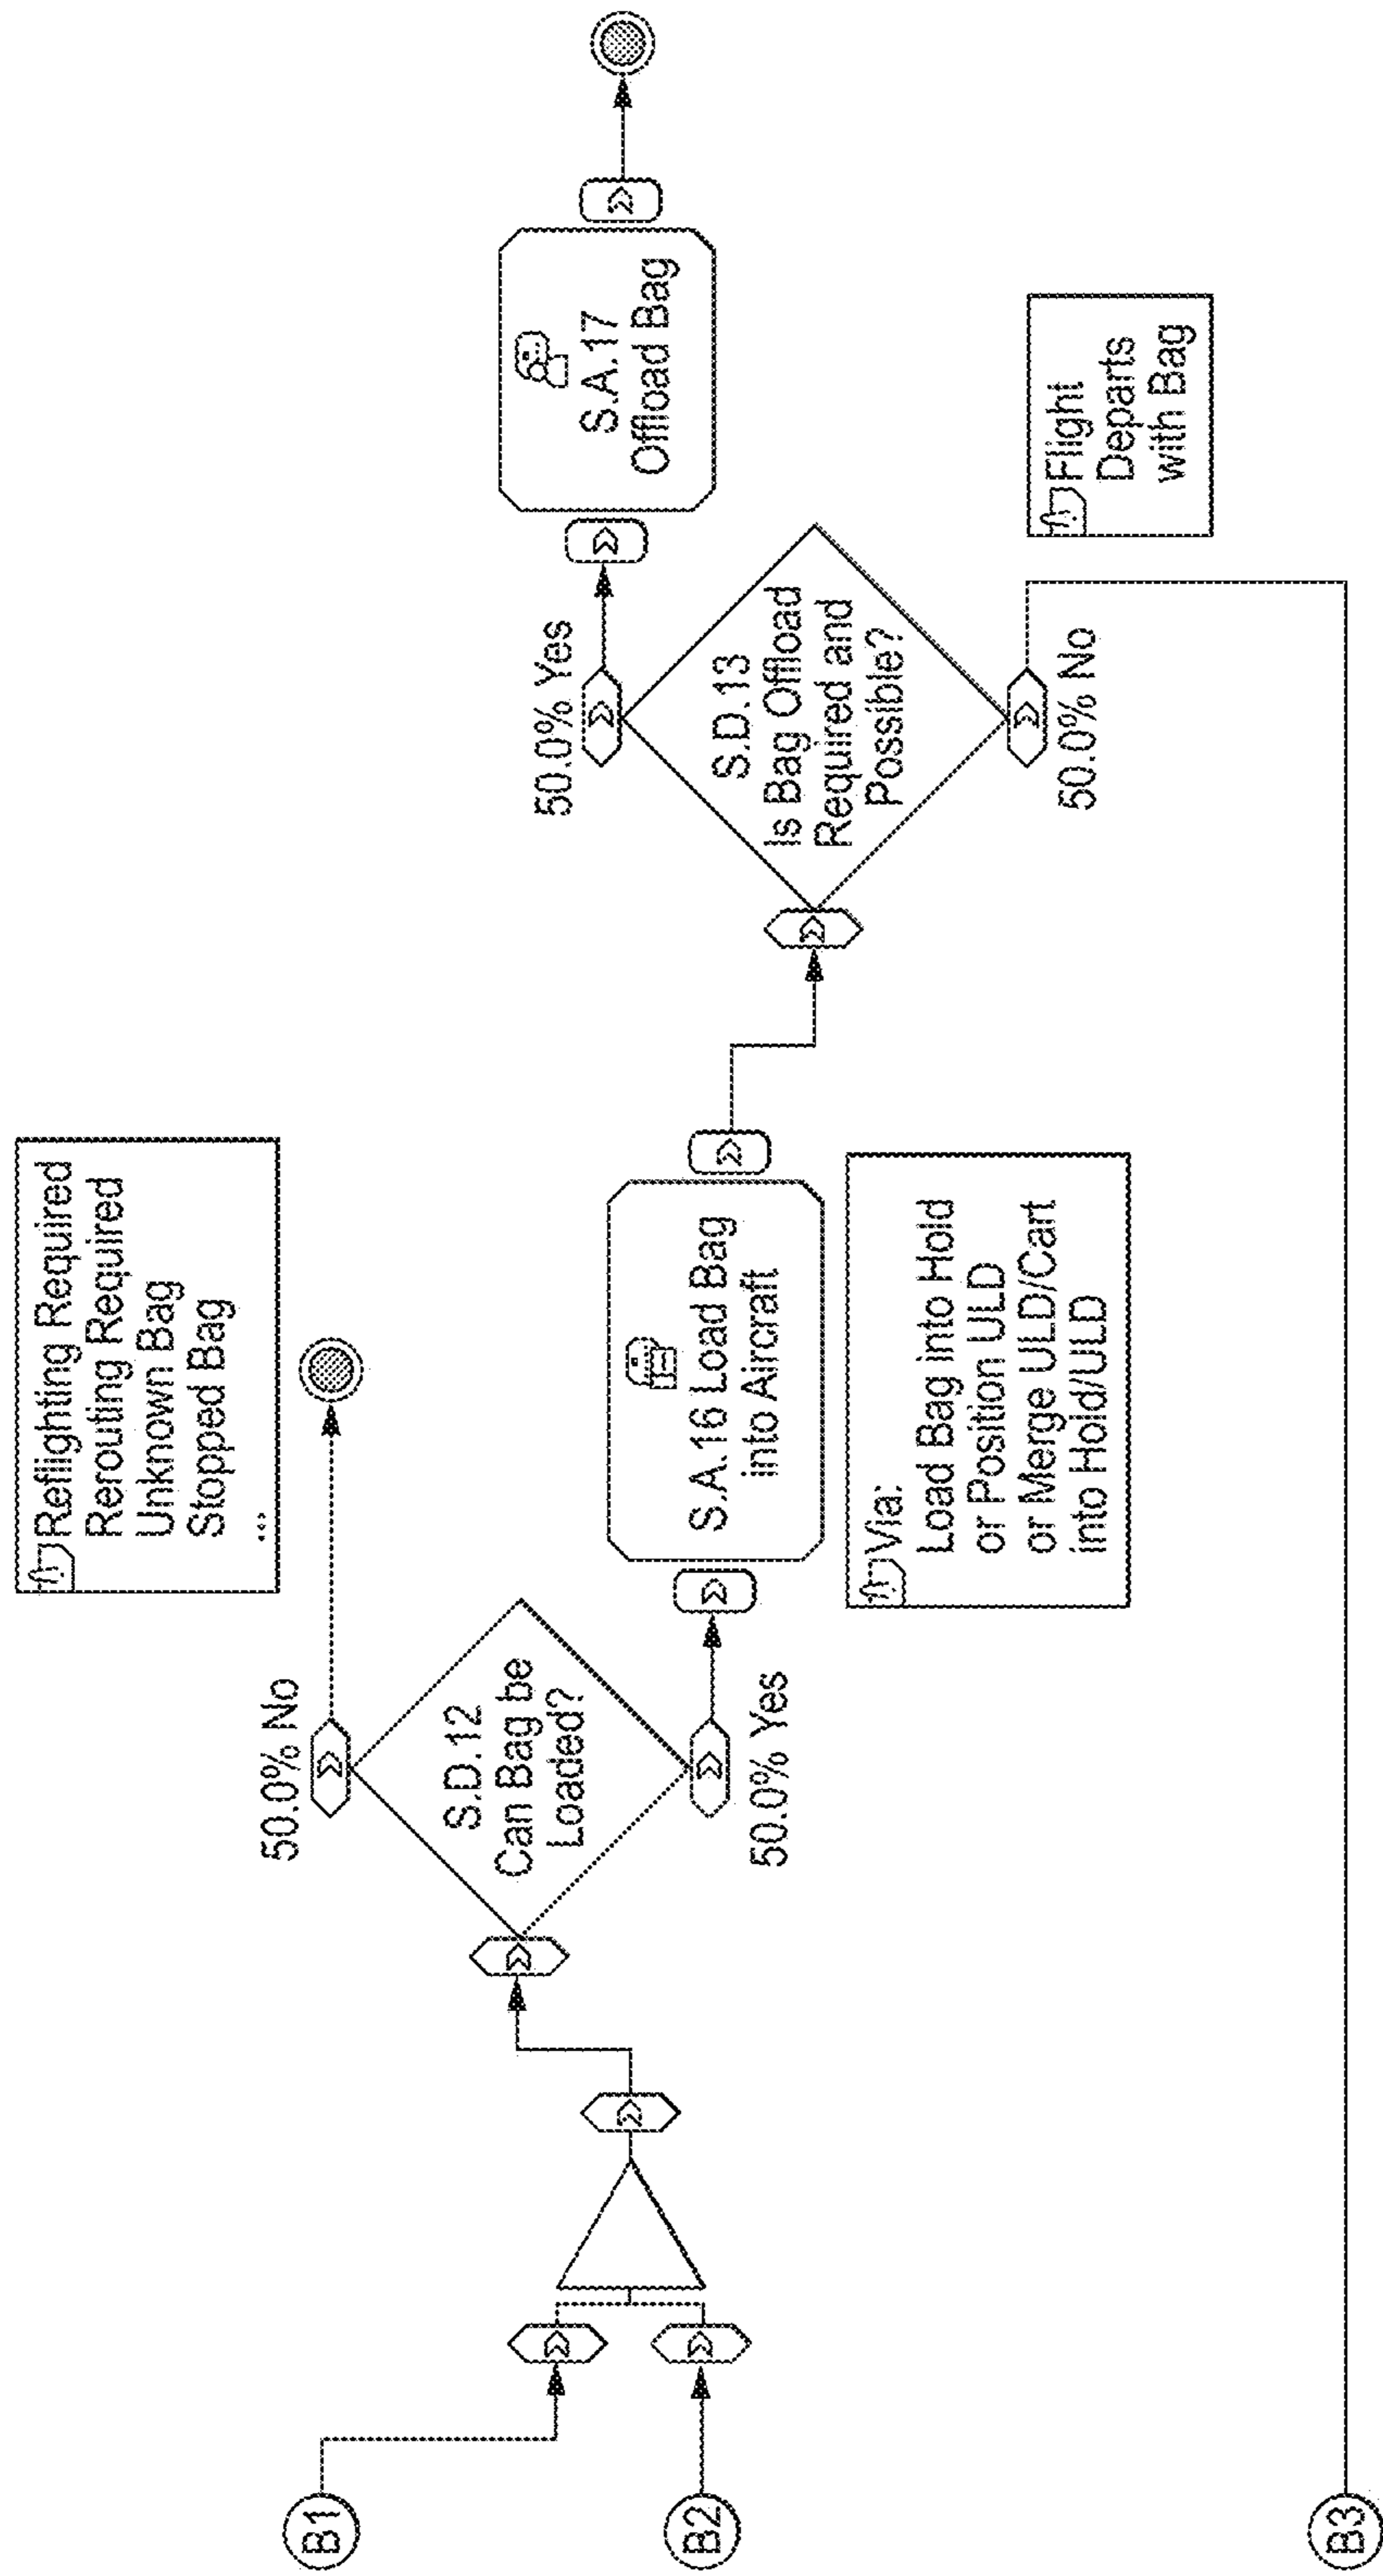 Reflighting Required
Rerouting Required
Unknown Bag
Stopped Bag
...
50.0% No
B1
S.D.12
Can Bag be
Loaded?
50.0% Yes
B2
S.A.16 Load Bag
into Aircraft
Via:
Load Bag into Hold
or Position ULD
or Merge ULD/Cart
into Hold/ULD
50.0% Yes
S.D.13
Is Bag Offload
Required and
Possible?
50.0% No
S.A.17
Offload Bag
Flight
Departs
with Bag
B3